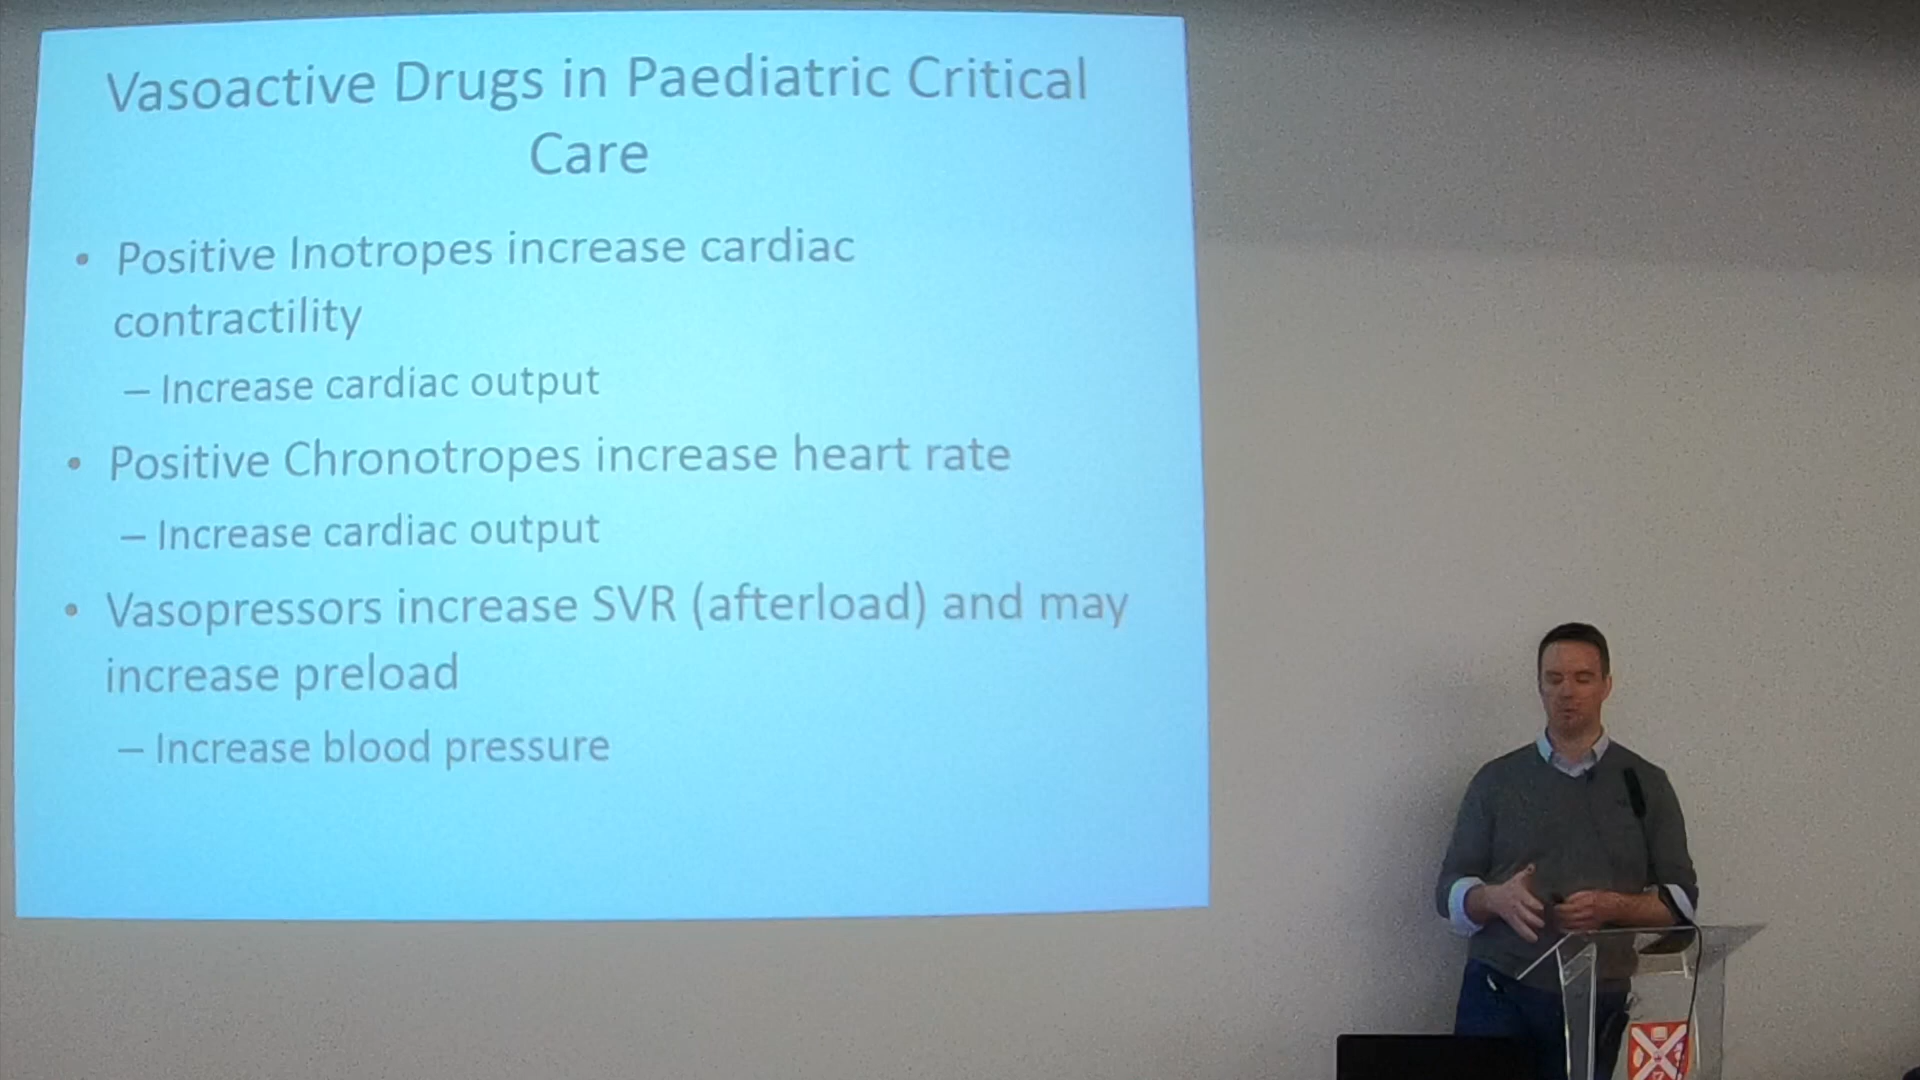 Vasoactive Drugs in Paediatric Critical
Care
• Positive Inotropes increase cardiac
contractility
– Increase cardiac output
• Positive Chronotropes increase heart rate
– Increase cardiac output
• Vasopressors increase SVR (afterload) and may
increase preload
– Increase blood pressure